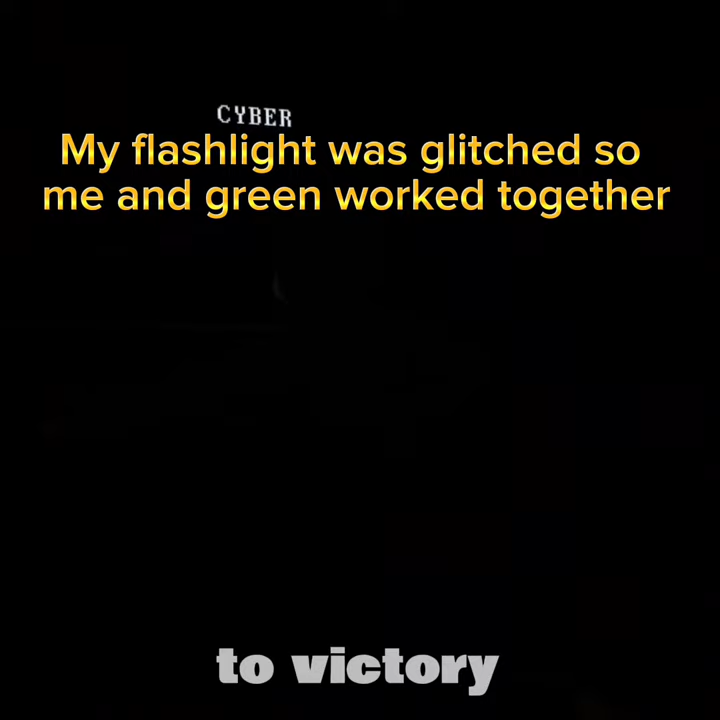 CYBER
My flashlight was glitched so
me and green worked together
to victory